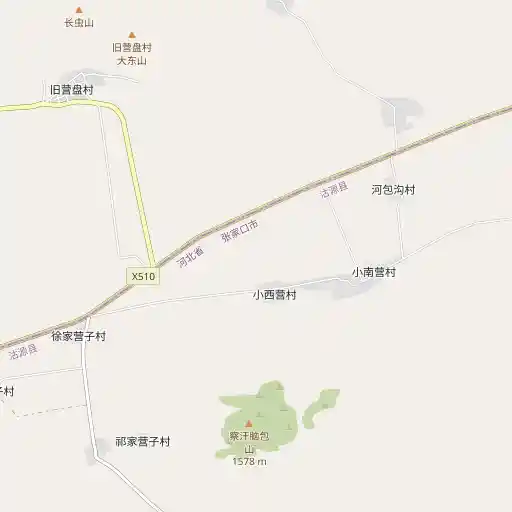 长虫山
旧营盘村
大东山
旧营盘村
沽源县
河包沟村
张家口市
河北省
X510
小南营村
小西营村
徐家营子村
沽源县
子村
察汗脑包
山
1578 m
祁家营子村